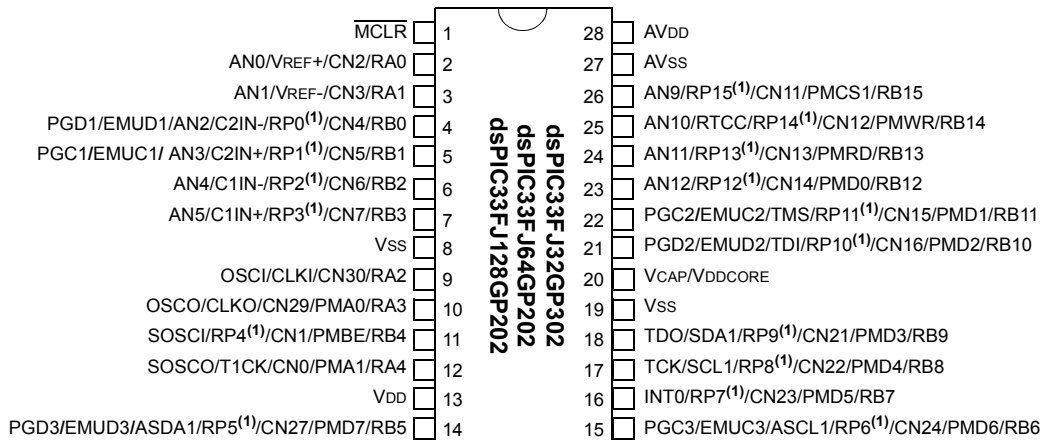 MCLR 1 28 AVDD
AN0/VREF+/CN2/RA0 2 27 AVSS
AN1/VREF-/CN3/RA1 3 26 AN9/RP15(1)/CN11/PMCS1/RB15
PGD1/EMUD1/AN2/C2IN-/RP0(1)/CN4/RB0 4 25 AN10/RTCC/RP14(1)/CN12/PMWR/RB14
PGC1/EMUC1/ AN3/C2IN+/RP1(1)/CN5/RB1 5 24 AN11/RP13(1)/CN13/PMRD/RB13
AN4/C1IN-/RP2(1)/CN6/RB2 6 23 AN12/RP12(1)/CN14/PMD0/RB12
AN5/C1IN+/RP3(1)/CN7/RB3 7 22 PGC2/EMUC2/TMS/RP11(1)/CN15/PMD1/RB11
VSS 8 21 PGD2/EMUD2/TDI/RP10(1)/CN16/PMD2/RB10
OSCI/CLKI/CN30/RA2 9 20 VCAP/VDDCORE
OSCO/CLKO/CN29/PMA0/RA3 10 19 VSS
SOSCI/RP4(1)/CN1/PMBE/RB4 11 18 TDO/SDA1/RP9(1)/CN21/PMD3/RB9
SOSCO/T1CK/CN0/PMA1/RA4 12 17 TCK/SCL1/RP8(1)/CN22/PMD4/RB8
VDD 13 16 INT0/RP7(1)/CN23/PMD5/RB7
PGD3/EMUD3/ASDA1/RP5(1)/CN27/PMD7/RB5 14 15 PGC3/EMUC3/ASCL1/RP6(1)/CN24/PMD6/RB6
dsPIC33FJ32GP302
dsPIC33FJ64GP202
dsPIC33FJ128GP202